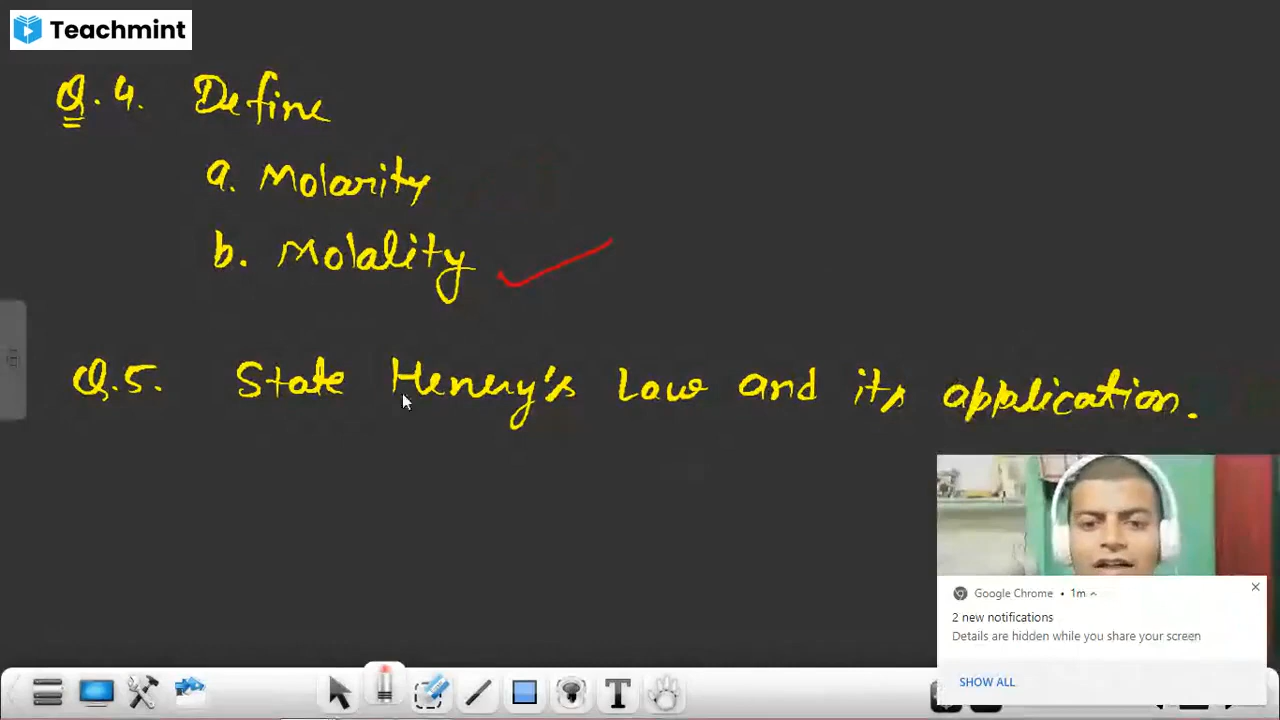 Teachmint
Q.4. Define
a. Molarity
b. Molality
Q.5. State Henry's Law and its application.
Google Chrome • 1m
2 new notifications
Details are hidden while you share your screen
SHOW ALL
T